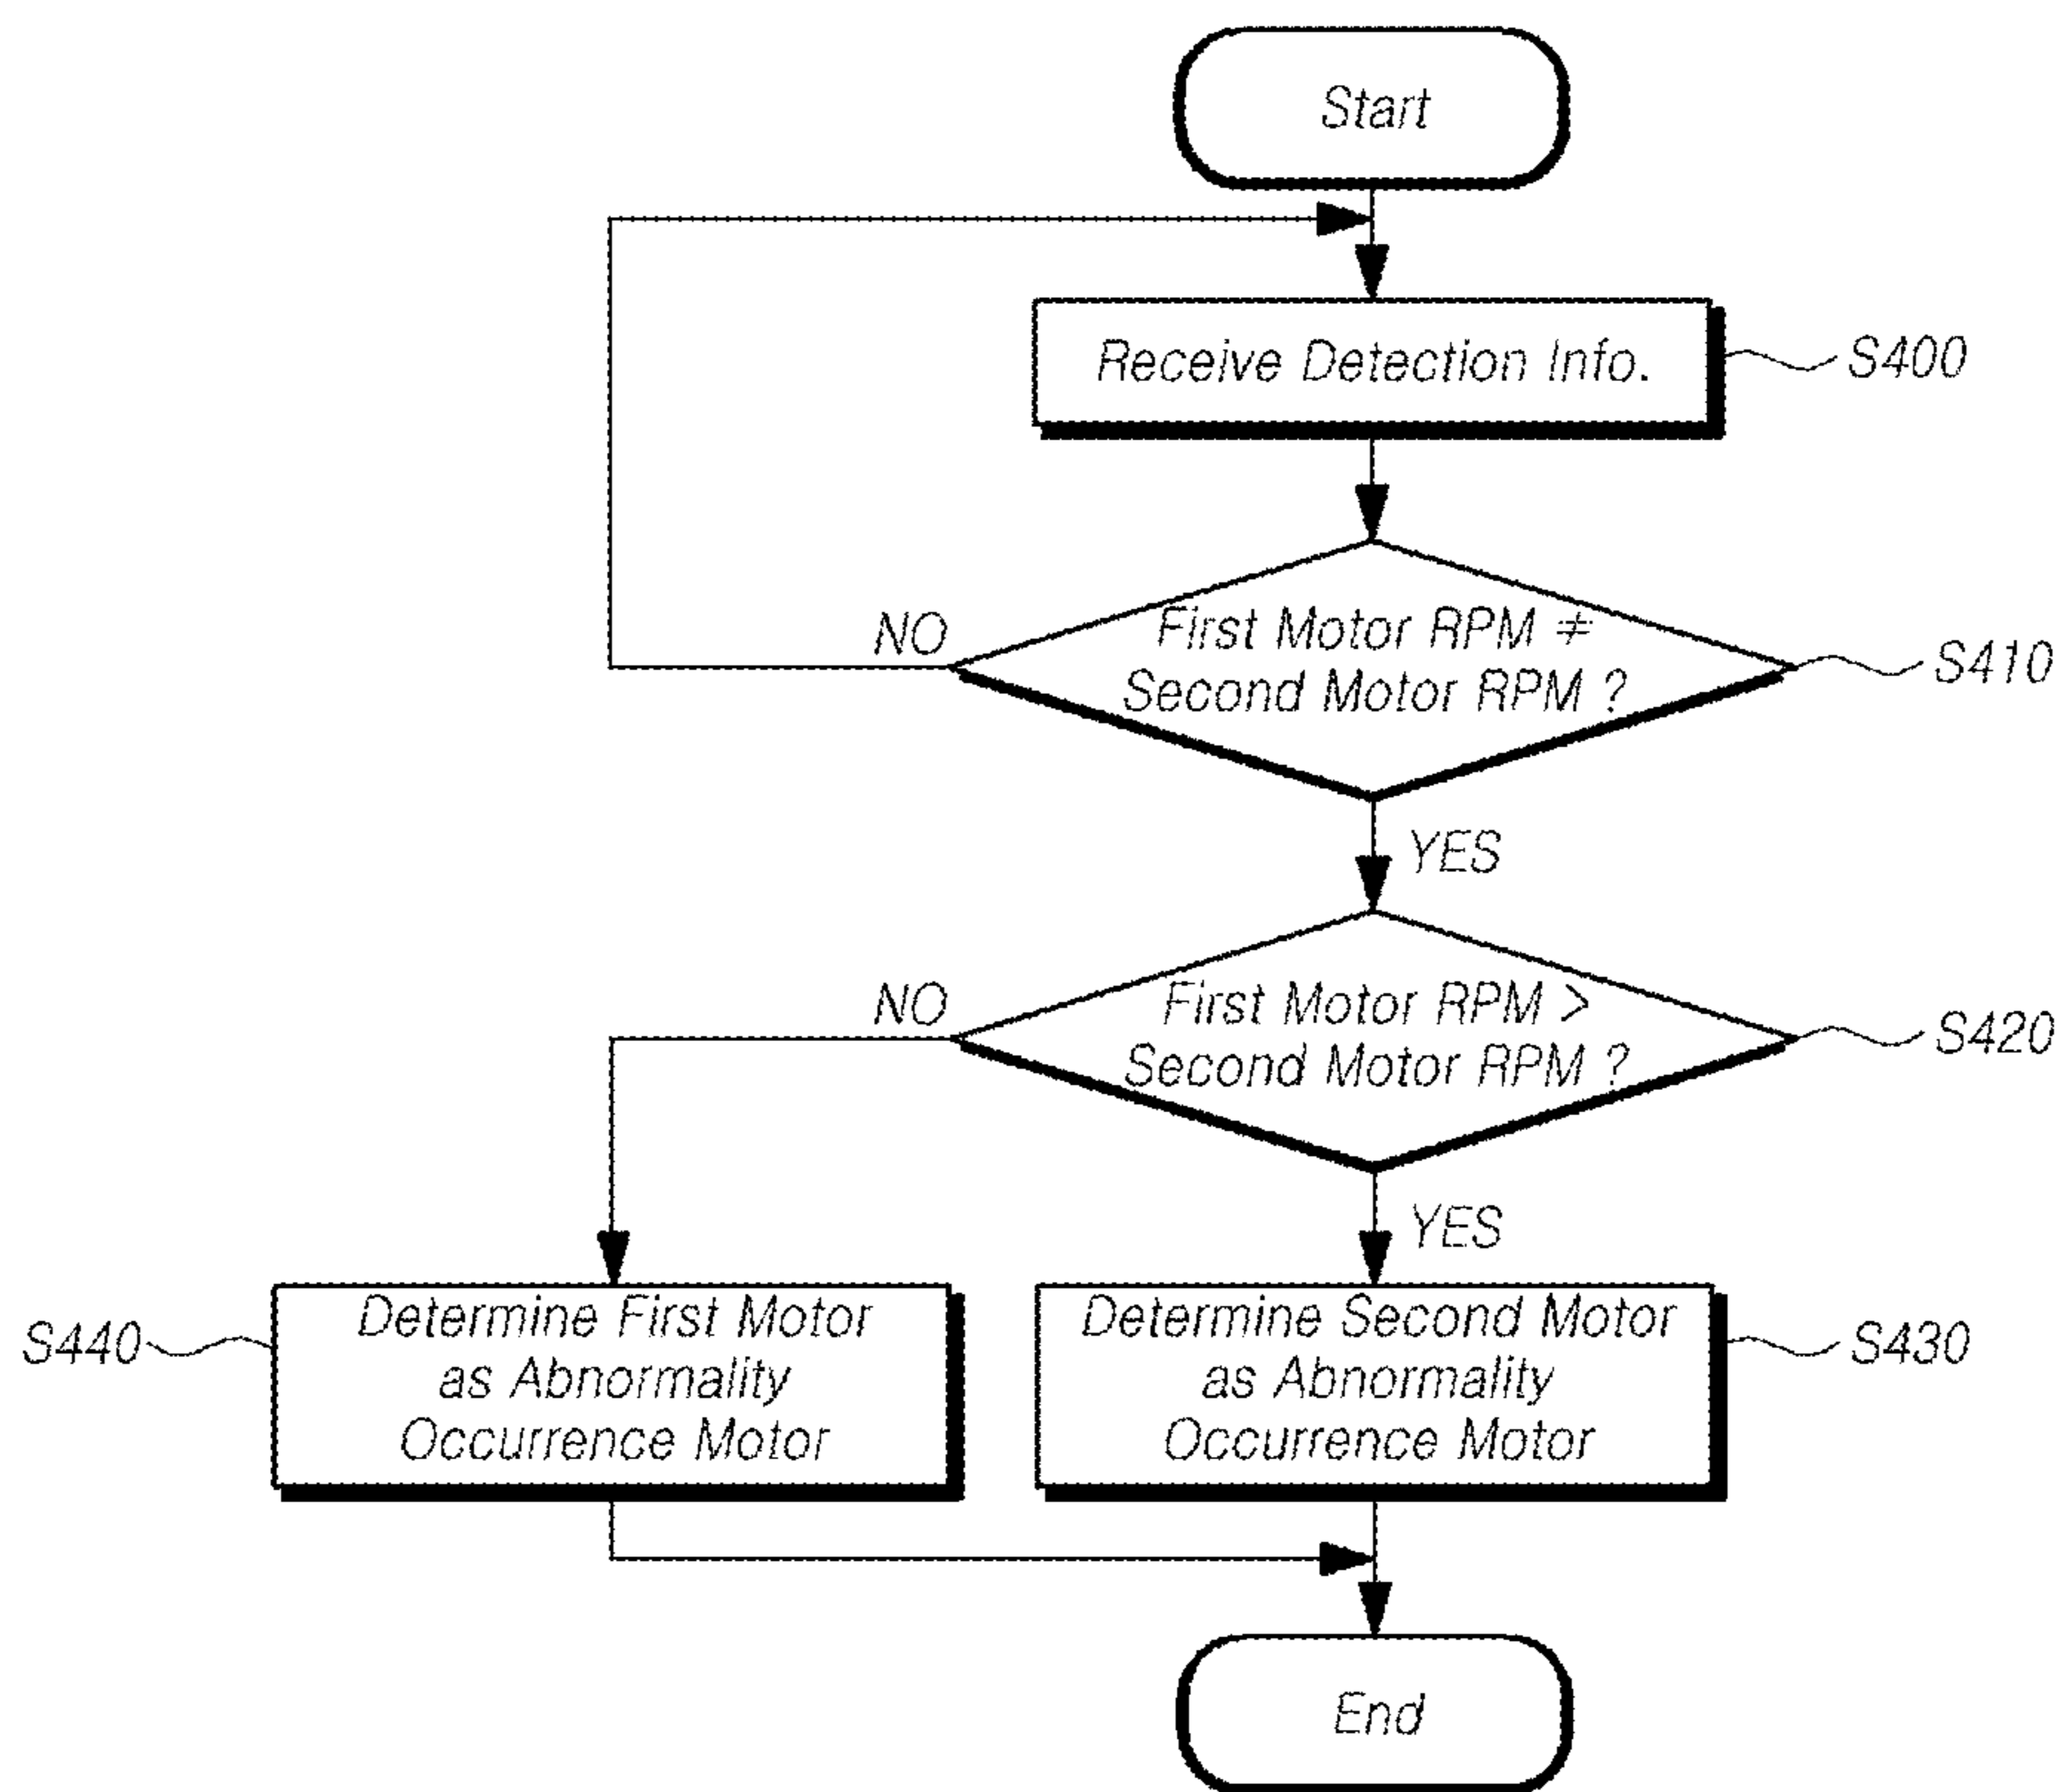 Start
Receive Detection Info.
S400
First Motor RPM ≠
Second Motor RPM ?
S410
NO
YES
First Motor RPM >
Second Motor RPM ?
S420
NO
YES
S440
Determine First Motor
as Abnormality
Occurrence Motor
Determine Second Motor
as Abnormality
Occurrence Motor
S430
End